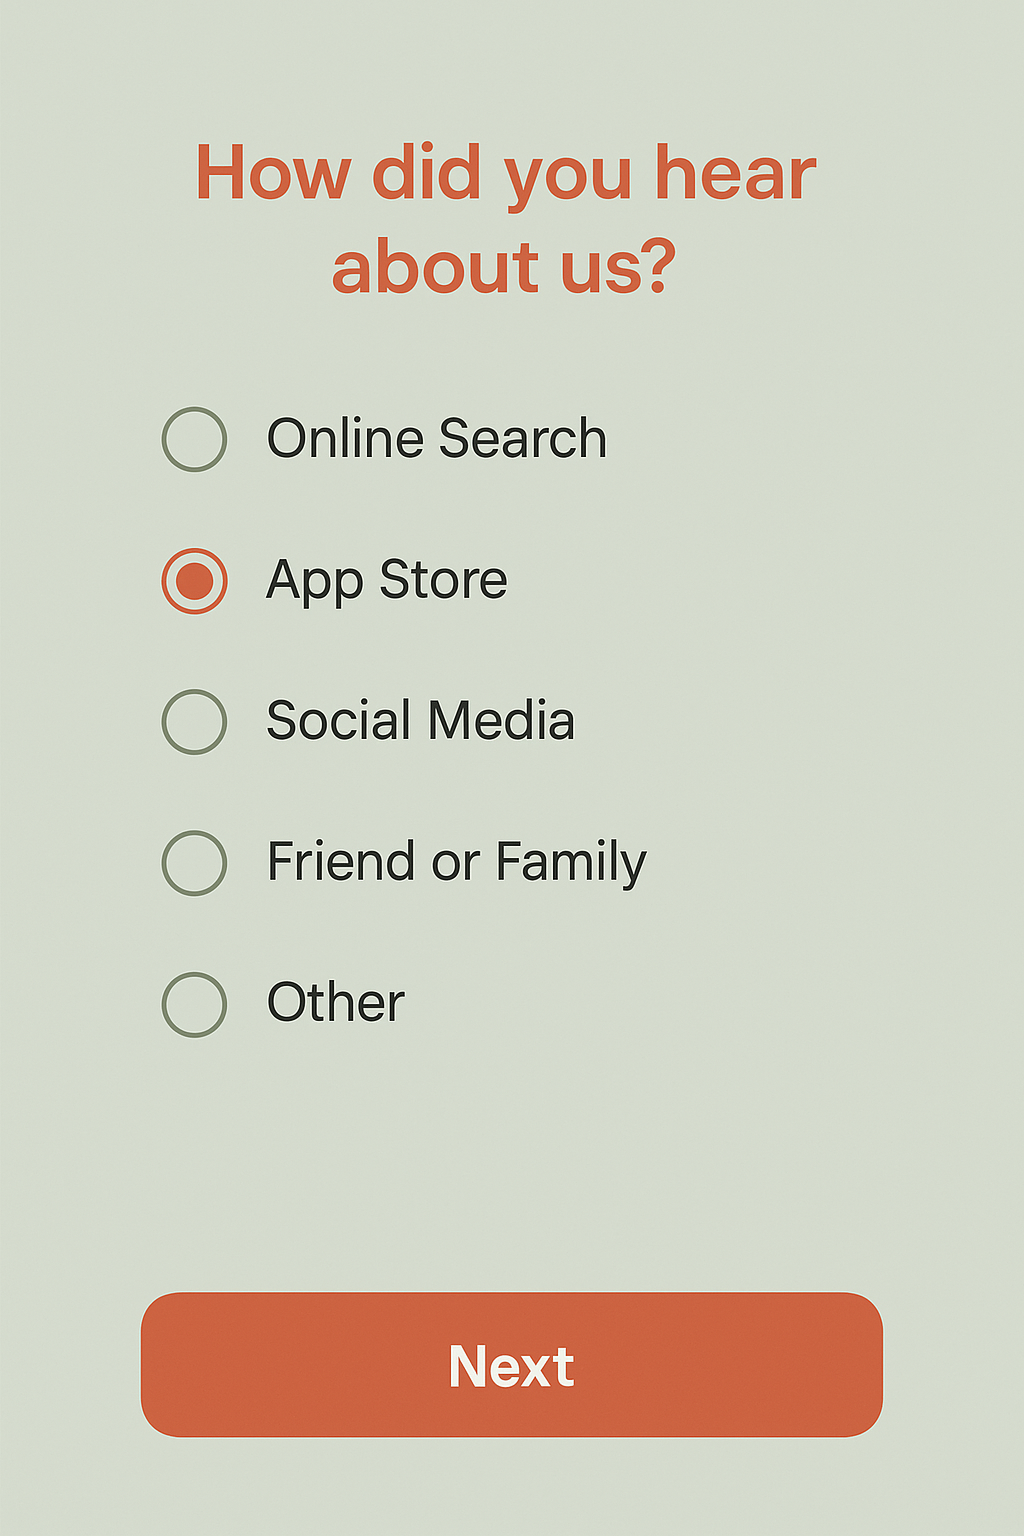 How did you hear
about us?
Online Search
App Store
Social Media
Friend or Family
Other
Next